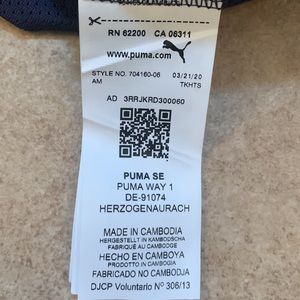 RN 62200 CA 06311
www.puma.com
STYLE NO. 704160-06 03/21/20
AM TKHTS
AD 3RRJKRD300060
PUMA SE
PUMA WAY 1
DE-91074
HERZOGENAURACH
MADE IN CAMBODIA
HERGESTELLT IN KAMBODSCHA
FABRIQUÉ AU CAMBODGE
HECHO EN CAMBOYA
PRODOTTO IN CAMBOGIA
FABRICADO NO CAMBODJA
DJCP Voluntario Nº 306/13